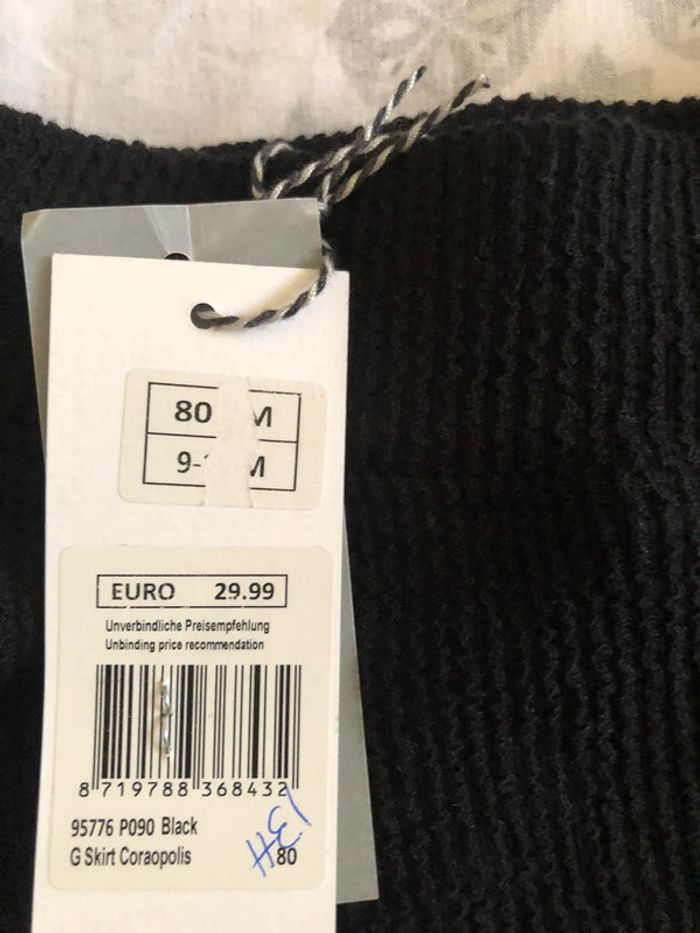 80 M
9- M
EURO 29.99
Unverbindliche Preisempfehlung
Unbinding price recommendation
8 719788 368432
95776 P090 Black
G Skirt Coraopolis
80